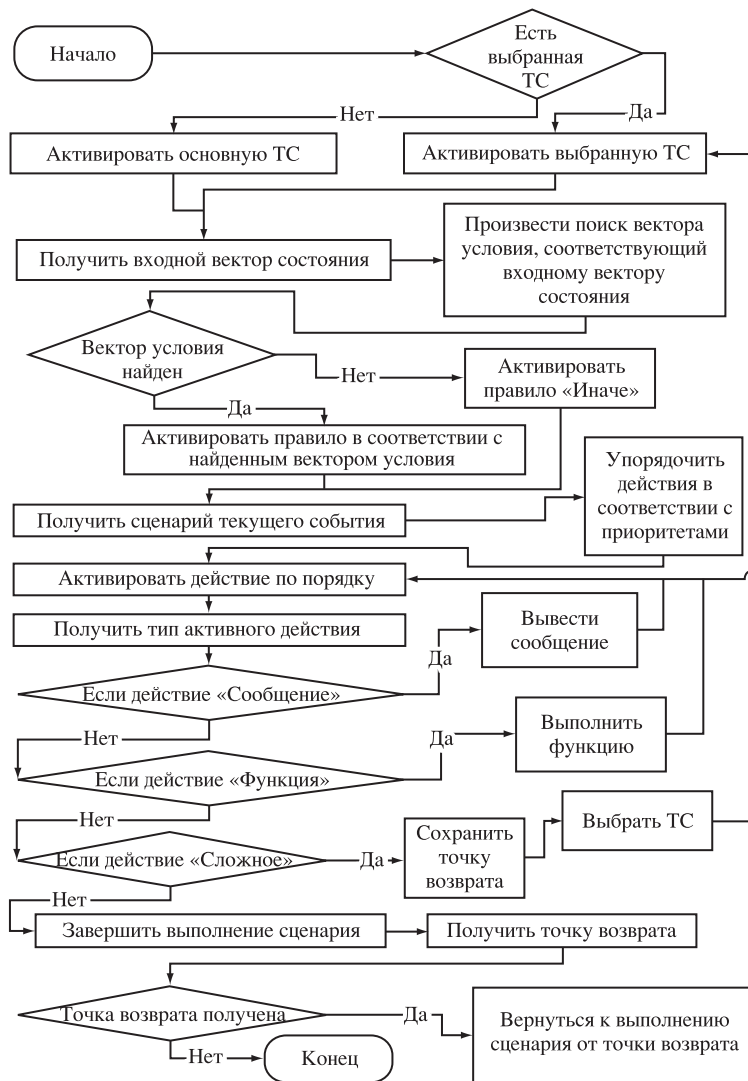 Начало
Есть
выбранная
ТС
Нет
Да
Активировать основную ТС
Активировать выбранную ТС
Получить входной вектор состояния
Произвести поиск вектора
условия, соответствующий
входному вектору
состояния
Вектор условия
найден
Нет
Активировать
правило «Иначе»
Да
Активировать правило в соответствии с
найденным вектором условия
Упорядочить
действия в
соответствии с
приоритетами
Получить сценарий текущего события
Активировать действие по порядку
Получить тип активного действия
Вывести
сообщение
Да
Если действие «Сообщение»
Нет
Выполнить
функцию
Да
Если действие «Функция»
Нет
Сохранить
точку
возврата
Выбрать ТС
Если действие «Сложное»
Да
Нет
Завершить выполнение сценария
Получить точку возврата
Точка возврата получена
Да
Вернуться к выполнению
сценария от точки возврата
Нет
Конец